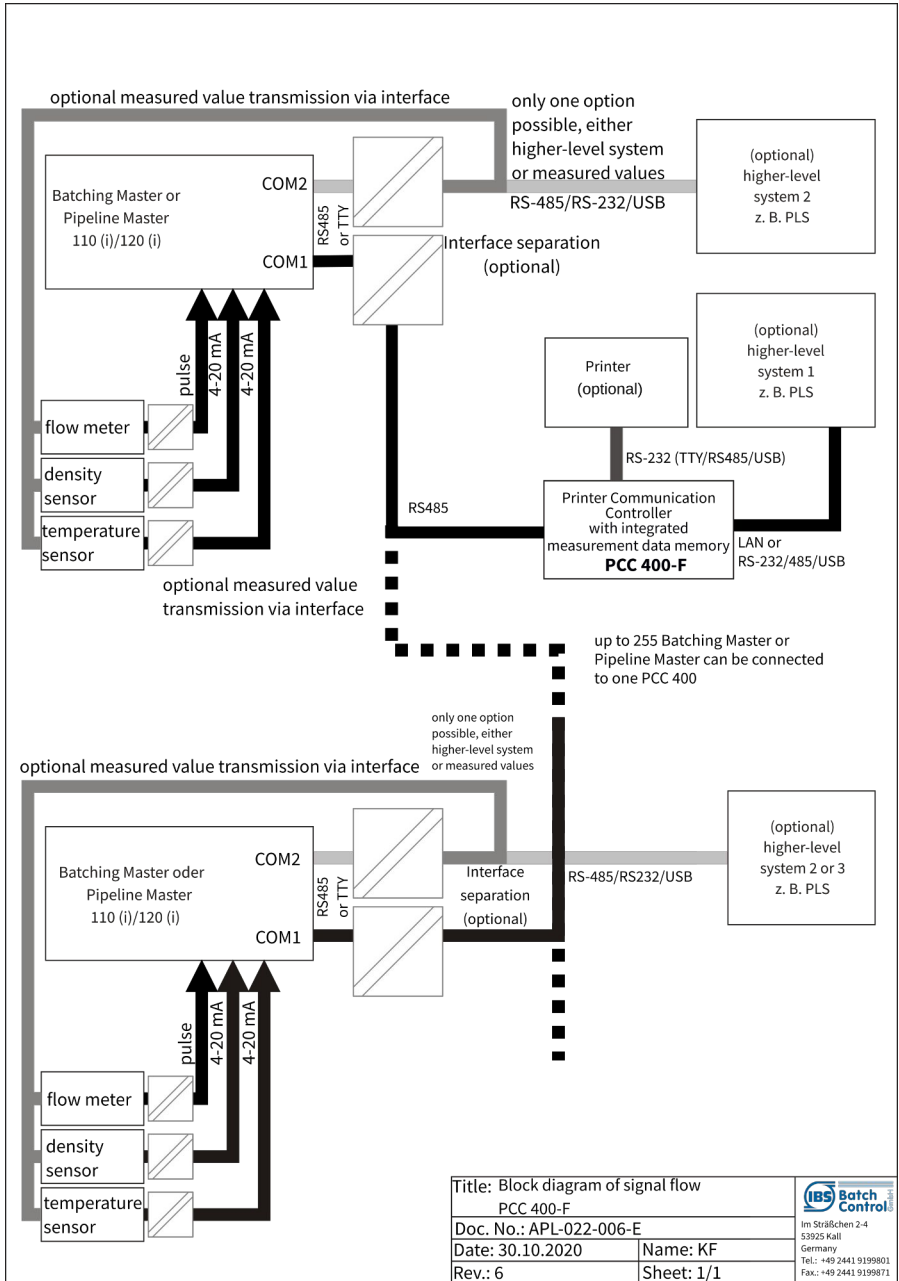 optional measured value transmission via interface
only one option
possible, either
higher-level system
or measured values
RS-485/RS-232/USB
(optional)
higher-level
system 2
z. B. PLS
Batching Master or
Pipeline Master
110 (i)/120 (i)
COM2
COM1
RS485
or TTY
Interface separation
(optional)
(optional)
higher-level
system 1
z. B. PLS
Printer
(optional)
pulse
4-20 mA
4-20 mA
flow meter
density
sensor
temperature
sensor
RS-232 (TTY/RS485/USB)
RS485
Printer Communication
Controller
with integrated
measurement data memory
PCC 400-F
LAN or
RS-232/485/USB
optional measured value
transmission via interface
up to 255 Batching Master or
Pipeline Master can be connected
to one PCC 400
only one option
possible, either
higher-level system
or measured values
optional measured value transmission via interface
Batching Master oder
Pipeline Master
110 (i)/120 (i)
COM2
COM1
RS485
or TTY
Interface
separation
(optional)
RS-485/RS232/USB
(optional)
higher-level
system 2 or 3
z. B. PLS
pulse
4-20 mA
4-20 mA
flow meter
density
sensor
temperature
sensor
Title: Block diagram of signal flow
PCC 400-F
Doc. No.: APL-022-006-E
Date: 30.10.2020
Name: KF
Rev.: 6
Sheet: 1/1
IBS Batch
Control GmbH
Im Sträßchen 2-4
53925 Kall
Germany
Tel.: +49 2441 9199801
Fax.: +49 2441 9199871